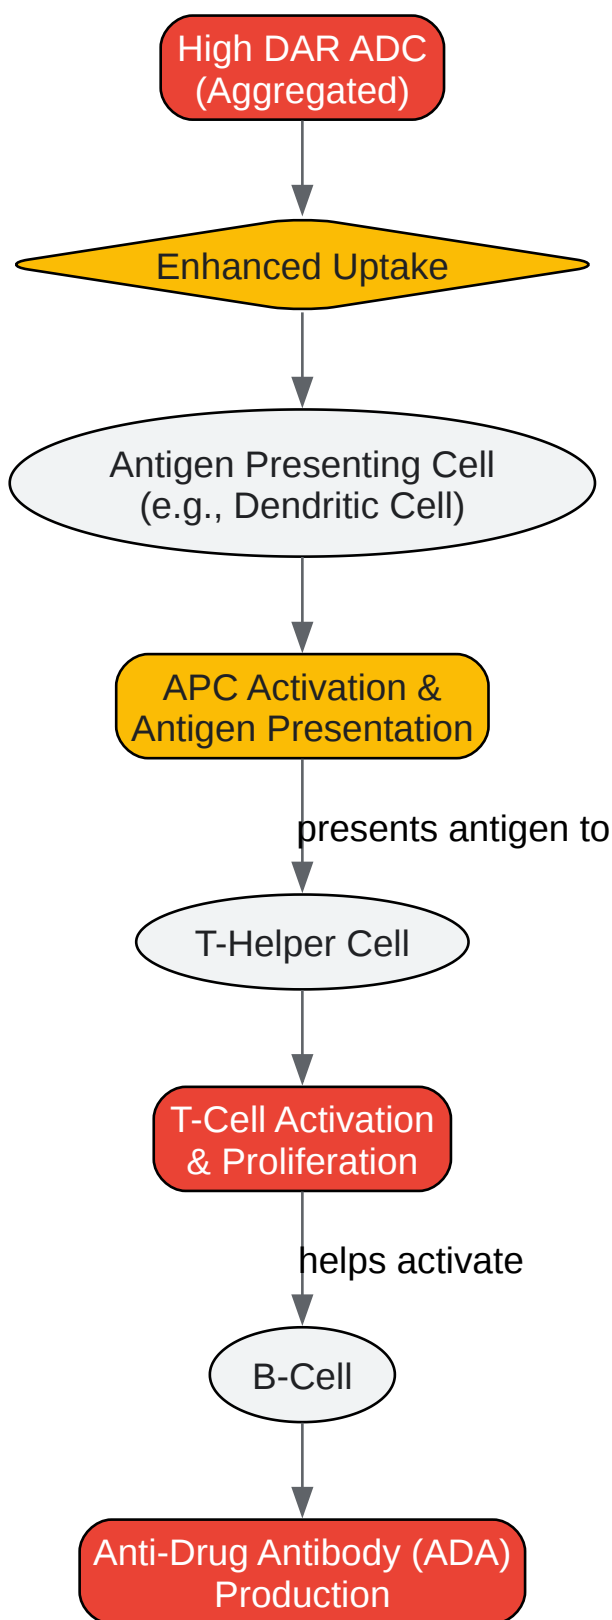 High DAR ADC
(Aggregated)
Enhanced Uptake
Antigen Presenting Cell
(e.g., Dendritic Cell)
APC Activation &
Antigen Presentation
presents antigen to
T-Helper Cell
T-Cell Activation
& Proliferation
helps activate
B-Cell
Anti-Drug Antibody (ADA)
Production